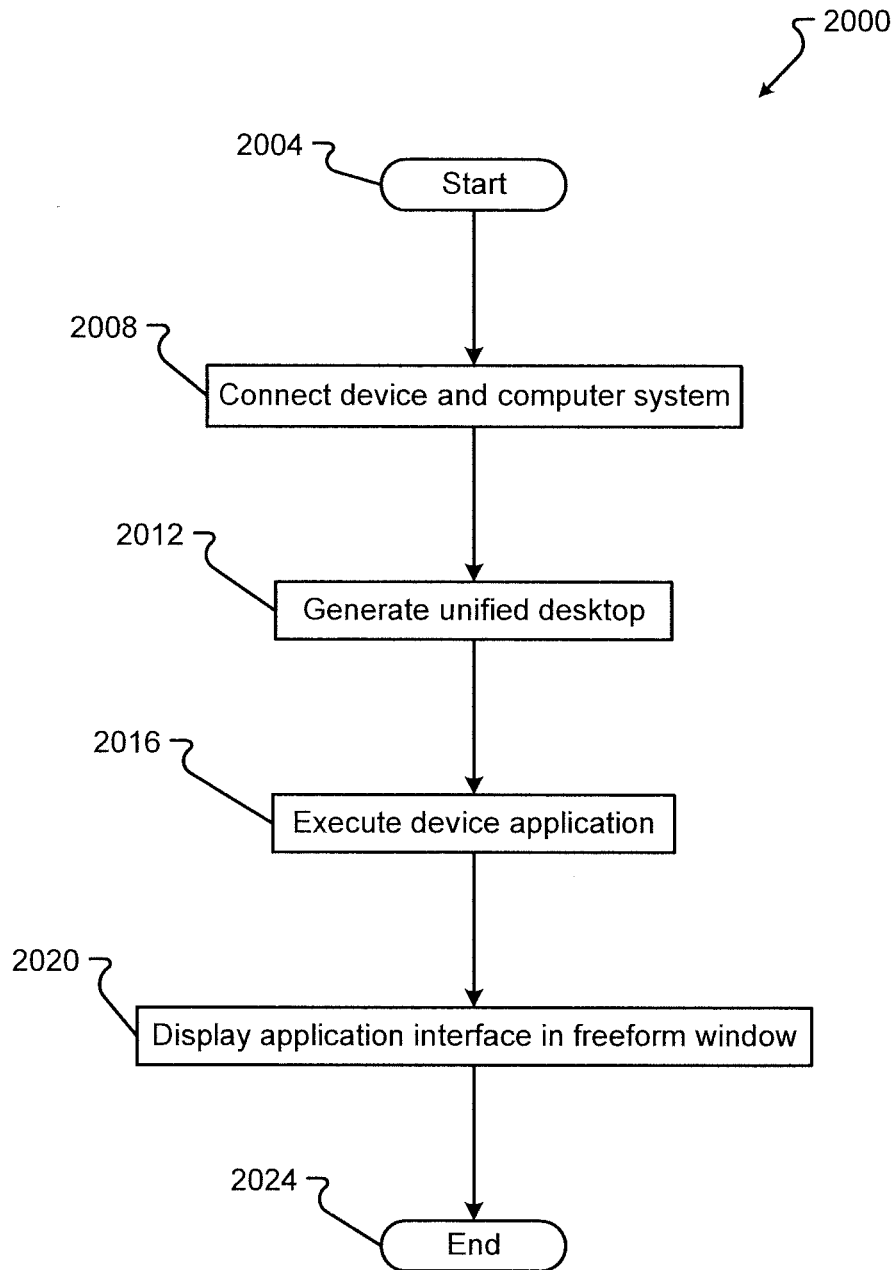 2000
2004
Start
2008
Connect device and computer system
2012
Generate unified desktop
2016
Execute device application
2020
Display application interface in freeform window
2024
End